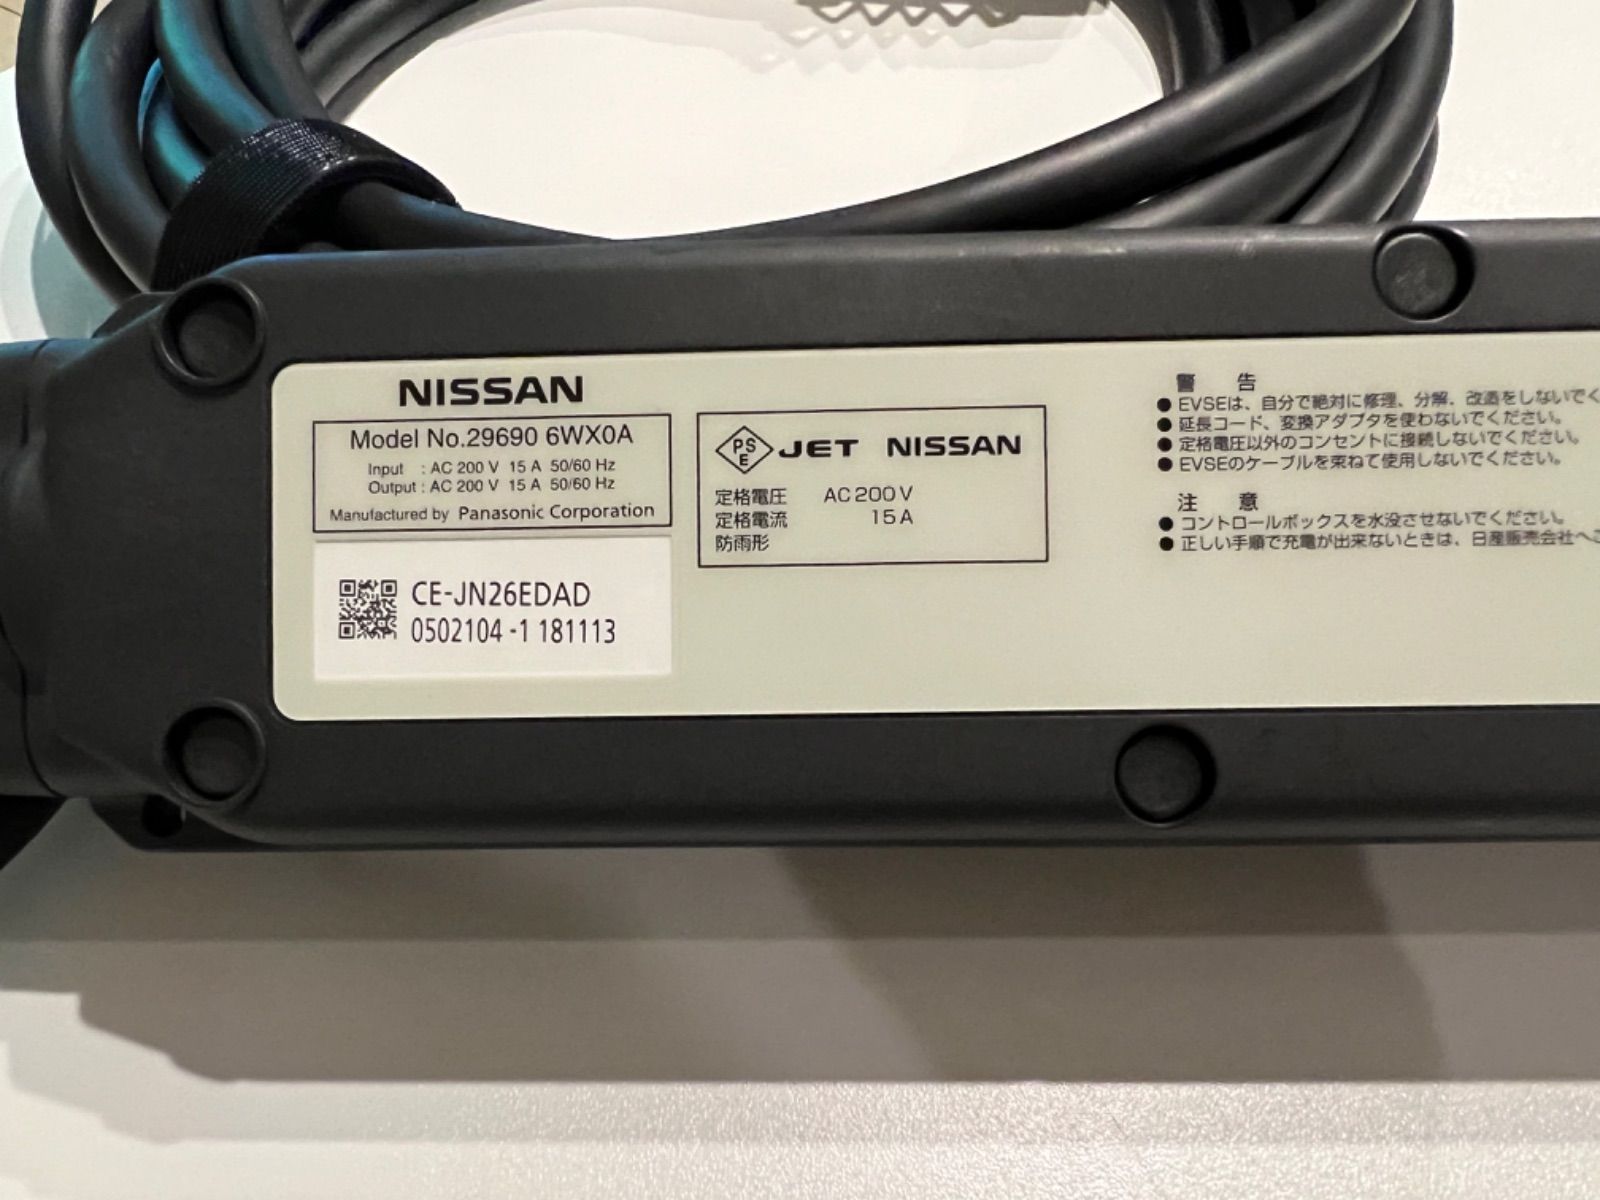 NISSAN
Model No.29690 6WX0A
Input : AC 200 V 15 A 50/60 Hz
Output : AC 200 V 15 A 50/60 Hz
Manufactured by Panasonic Corporation
CE-JN26EDAD
0502104 -1 181113
PS
E
JET NISSAN
定格電圧 AC 200 V
定格電流 15 A
防雨形
警 告
● EVSEは、自分で絶対に修理、分解、改造をしないでく
● 延長コード、変換アダプタを使わないでください。
● 定格電圧以外のコンセントに接続しないでください。
● EVSEのケーブルを束ねて使用しないでください。
注 意
● コントロールボックスを水没させないでください。
● 正しい手順で充電が出来ないときは、日産販売会社へ